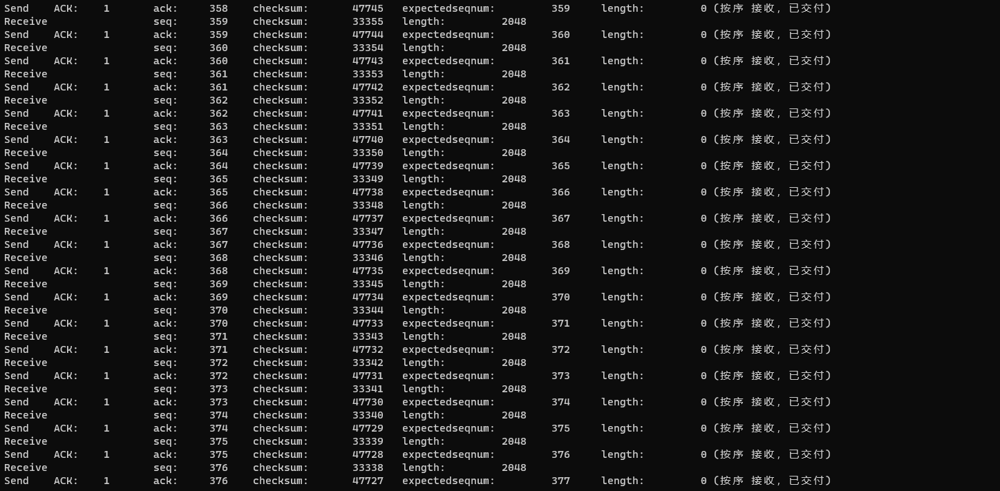 Send ACK: 1 ack: 358 checksum: 47745 expectedseqnum: 359 length: 0 (按序 接收, 已交付)
Receive seq: 359 checksum: 33355 length: 2048
Send ACK: 1 ack: 359 checksum: 47744 expectedseqnum: 360 length: 0 (按序 接收, 已交付)
Receive seq: 360 checksum: 33354 length: 2048
Send ACK: 1 ack: 360 checksum: 47743 expectedseqnum: 361 length: 0 (按序 接收, 已交付)
Receive seq: 361 checksum: 33353 length: 2048
Send ACK: 1 ack: 361 checksum: 47742 expectedseqnum: 362 length: 0 (按序 接收, 已交付)
Receive seq: 362 checksum: 33352 length: 2048
Send ACK: 1 ack: 362 checksum: 47741 expectedseqnum: 363 length: 0 (按序 接收, 已交付)
Receive seq: 363 checksum: 33351 length: 2048
Send ACK: 1 ack: 363 checksum: 47740 expectedseqnum: 364 length: 0 (按序 接收, 已交付)
Receive seq: 364 checksum: 33350 length: 2048
Send ACK: 1 ack: 364 checksum: 47739 expectedseqnum: 365 length: 0 (按序 接收, 已交付)
Receive seq: 365 checksum: 33349 length: 2048
Send ACK: 1 ack: 365 checksum: 47738 expectedseqnum: 366 length: 0 (按序 接收, 已交付)
Receive seq: 366 checksum: 33348 length: 2048
Send ACK: 1 ack: 366 checksum: 47737 expectedseqnum: 367 length: 0 (按序 接收, 已交付)
Receive seq: 367 checksum: 33347 length: 2048
Send ACK: 1 ack: 367 checksum: 47736 expectedseqnum: 368 length: 0 (按序 接收, 已交付)
Receive seq: 368 checksum: 33346 length: 2048
Send ACK: 1 ack: 368 checksum: 47735 expectedseqnum: 369 length: 0 (按序 接收, 已交付)
Receive seq: 369 checksum: 33345 length: 2048
Send ACK: 1 ack: 369 checksum: 47734 expectedseqnum: 370 length: 0 (按序 接收, 已交付)
Receive seq: 370 checksum: 33344 length: 2048
Send ACK: 1 ack: 370 checksum: 47733 expectedseqnum: 371 length: 0 (按序 接收, 已交付)
Receive seq: 371 checksum: 33343 length: 2048
Send ACK: 1 ack: 371 checksum: 47732 expectedseqnum: 372 length: 0 (按序 接收, 已交付)
Receive seq: 372 checksum: 33342 length: 2048
Send ACK: 1 ack: 372 checksum: 47731 expectedseqnum: 373 length: 0 (按序 接收, 已交付)
Receive seq: 373 checksum: 33341 length: 2048
Send ACK: 1 ack: 373 checksum: 47730 expectedseqnum: 374 length: 0 (按序 接收, 已交付)
Receive seq: 374 checksum: 33340 length: 2048
Send ACK: 1 ack: 374 checksum: 47729 expectedseqnum: 375 length: 0 (按序 接收, 已交付)
Receive seq: 375 checksum: 33339 length: 2048
Send ACK: 1 ack: 375 checksum: 47728 expectedseqnum: 376 length: 0 (按序 接收, 已交付)
Receive seq: 376 checksum: 33338 length: 2048
Send ACK: 1 ack: 376 checksum: 47727 expectedseqnum: 377 length: 0 (按序 接收, 已交付)